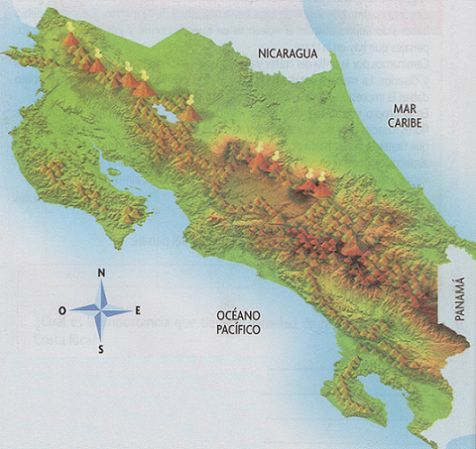 NICARAGUA
MAR
CARIBE
N
O E
S
OCÉANO
PACÍFICO
PANAMÁ